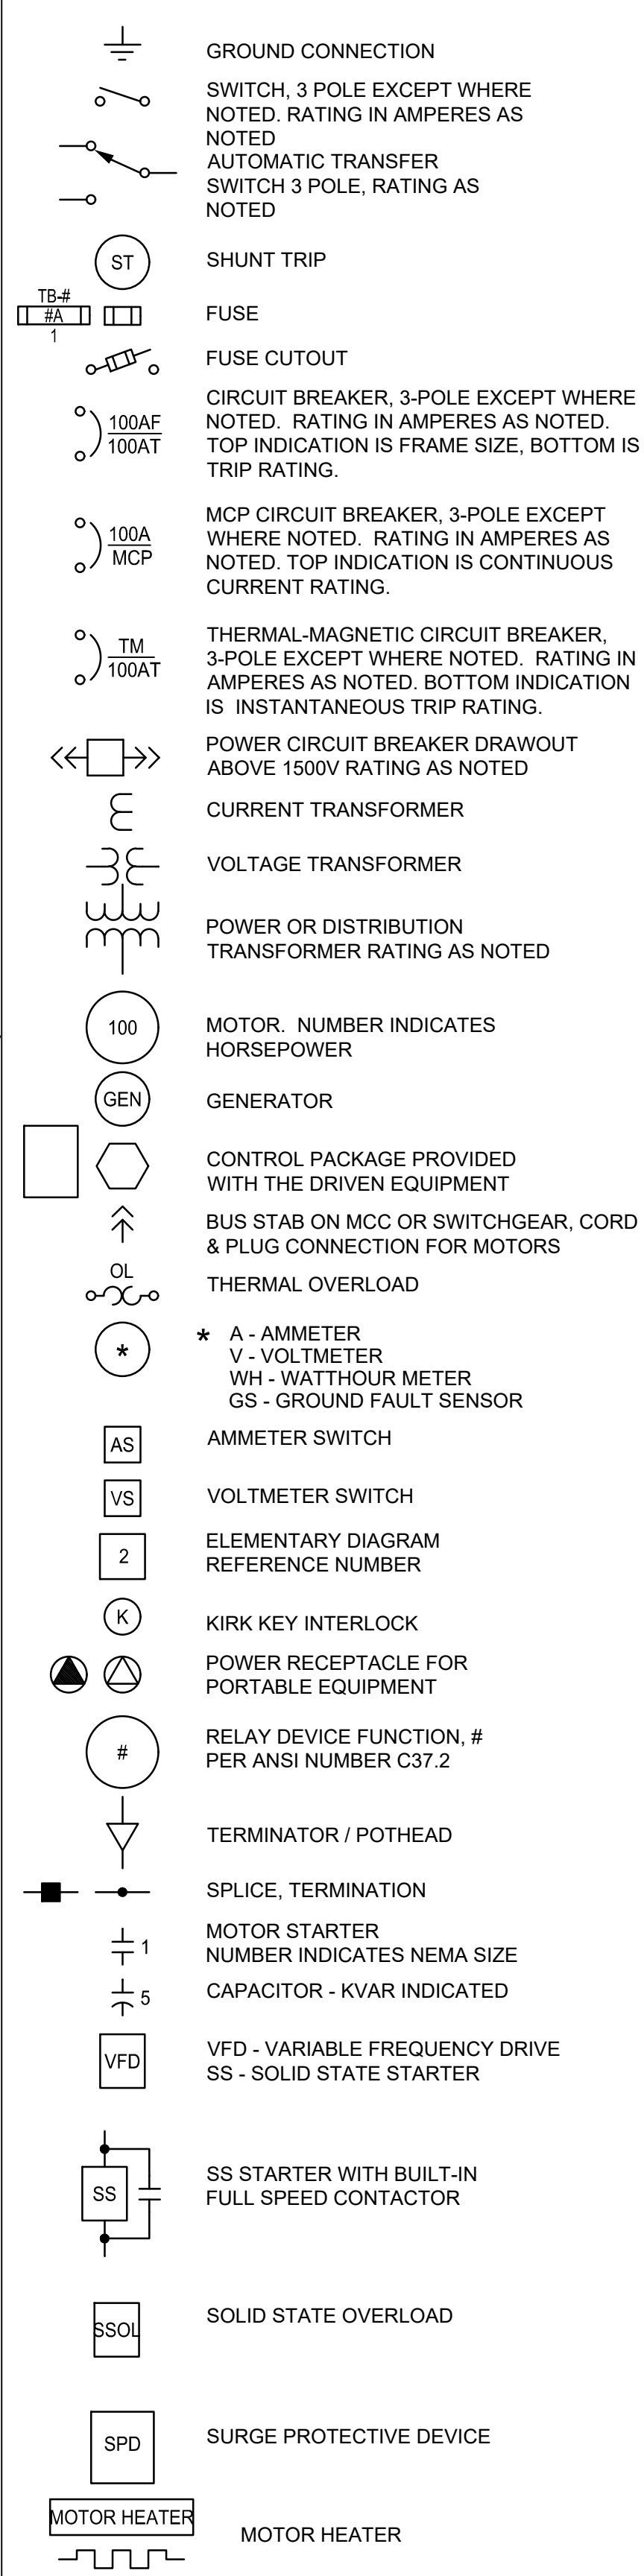 GROUND CONNECTION
SWITCH, 3 POLE EXCEPT WHERE
NOTED. RATING IN AMPERES AS
NOTED
AUTOMATIC TRANSFER
SWITCH 3 POLE, RATING AS
NOTED
ST
SHUNT TRIP
TB-#
#A
1
FUSE
FUSE CUTOUT
100AF
100AT
CIRCUIT BREAKER, 3-POLE EXCEPT WHERE
NOTED. RATING IN AMPERES AS NOTED.
TOP INDICATION IS FRAME SIZE, BOTTOM IS
TRIP RATING.
100A
MCP
MCP CIRCUIT BREAKER, 3-POLE EXCEPT
WHERE NOTED. RATING IN AMPERES AS
NOTED. TOP INDICATION IS CONTINUOUS
CURRENT RATING.
TM
100AT
THERMAL-MAGNETIC CIRCUIT BREAKER,
3-POLE EXCEPT WHERE NOTED. RATING IN
AMPERES AS NOTED. BOTTOM INDICATION
IS INSTANTANEOUS TRIP RATING.
POWER CIRCUIT BREAKER DRAWOUT
ABOVE 1500V RATING AS NOTED
CURRENT TRANSFORMER
VOLTAGE TRANSFORMER
POWER OR DISTRIBUTION
TRANSFORMER RATING AS NOTED
100
MOTOR. NUMBER INDICATES
HORSEPOWER
GEN
GENERATOR
CONTROL PACKAGE PROVIDED
WITH THE DRIVEN EQUIPMENT
BUS STAB ON MCC OR SWITCHGEAR, CORD
& PLUG CONNECTION FOR MOTORS
OL
THERMAL OVERLOAD
*
* A - AMMETER
V - VOLTMETER
WH - WATTHOUR METER
GS - GROUND FAULT SENSOR
AS
AMMETER SWITCH
VS
VOLTMETER SWITCH
2
ELEMENTARY DIAGRAM
REFERENCE NUMBER
K
KIRK KEY INTERLOCK
POWER RECEPTACLE FOR
PORTABLE EQUIPMENT
#
RELAY DEVICE FUNCTION, #
PER ANSI NUMBER C37.2
TERMINATOR / POTHEAD
SPLICE, TERMINATION
1
MOTOR STARTER
NUMBER INDICATES NEMA SIZE
5
CAPACITOR - KVAR INDICATED
VFD
VFD - VARIABLE FREQUENCY DRIVE
SS - SOLID STATE STARTER
SS
SS STARTER WITH BUILT-IN
FULL SPEED CONTACTOR
SSOL
SOLID STATE OVERLOAD
SPD
SURGE PROTECTIVE DEVICE
MOTOR HEATER
MOTOR HEATER